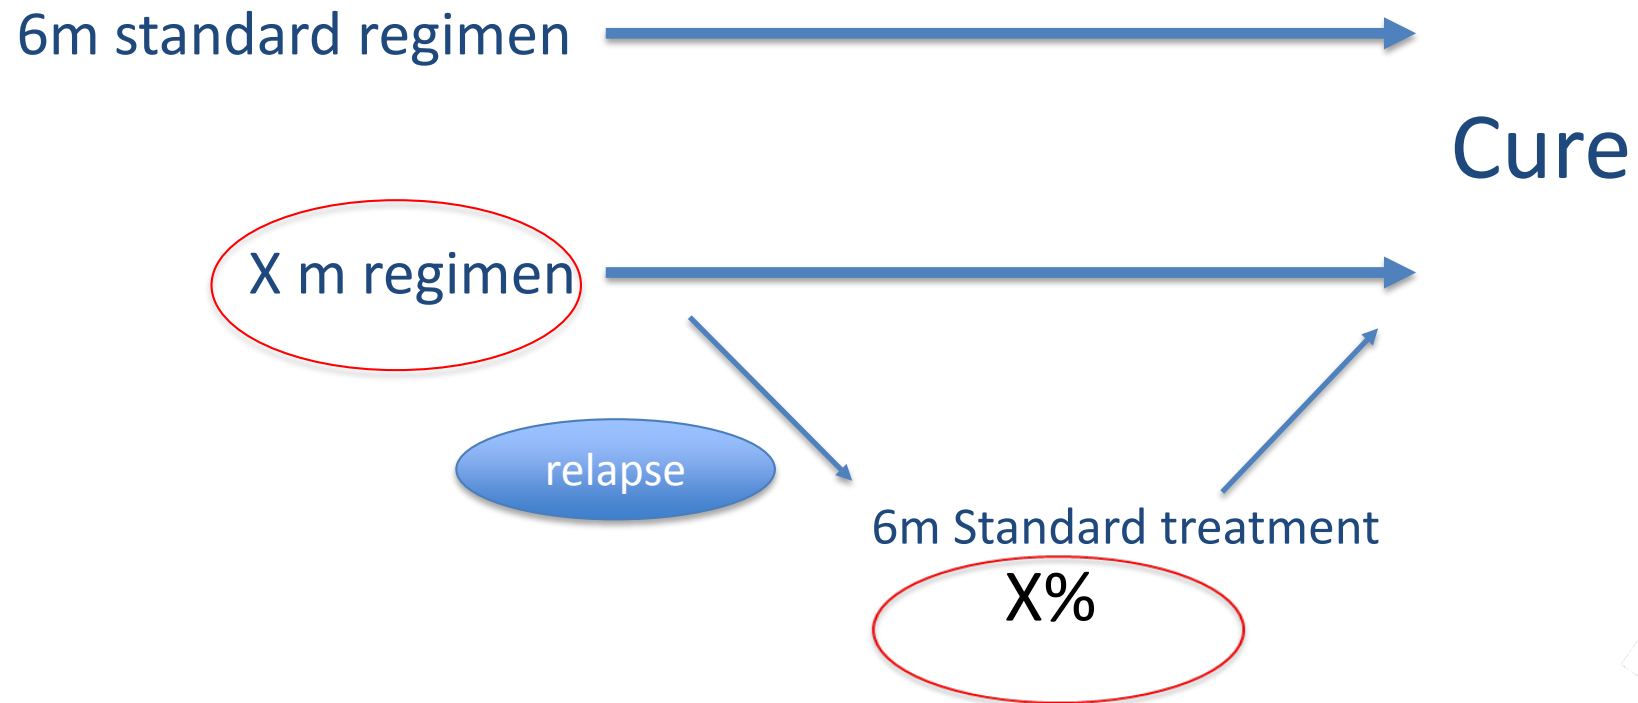 6m standard regimen
Cure
X m regimen
relapse
6m Standard treatment
X%